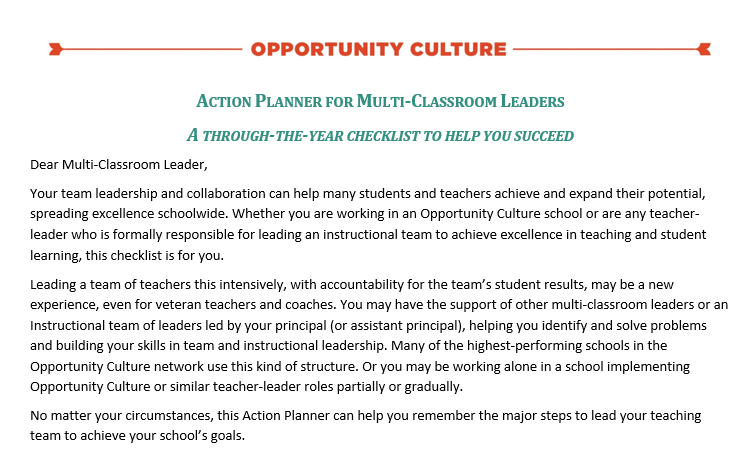 OPPORTUNITY CULTURE
ACTION PLANNER FOR MULTI-CLASSROOM LEADERS
A THROUGH-THE-YEAR CHECKLIST TO HELP YOU SUCCEED
Dear Multi-Classroom Leader,
Your team leadership and collaboration can help many students and teachers achieve and expand their potential,
spreading excellence schoolwide. Whether you are working in an Opportunity Culture school or are any teacher-
leader who is formally responsible for leading an instructional team to achieve excellence in teaching and student
learning, this checklist is for you.
Leading a team of teachers this intensively, with accountability for the team’s student results, may be a new
experience, even for veteran teachers and coaches. You may have the support of other multi-classroom leaders or an
Instructional team of leaders led by your principal (or assistant principal), helping you identify and solve problems
and building your skills in team and instructional leadership. Many of the highest-performing schools in the
Opportunity Culture network use this kind of structure. Or you may be working alone in a school implementing
Opportunity Culture or similar teacher-leader roles partially or gradually.
No matter your circumstances, this Action Planner can help you remember the major steps to lead your teaching
team to achieve your school’s goals.